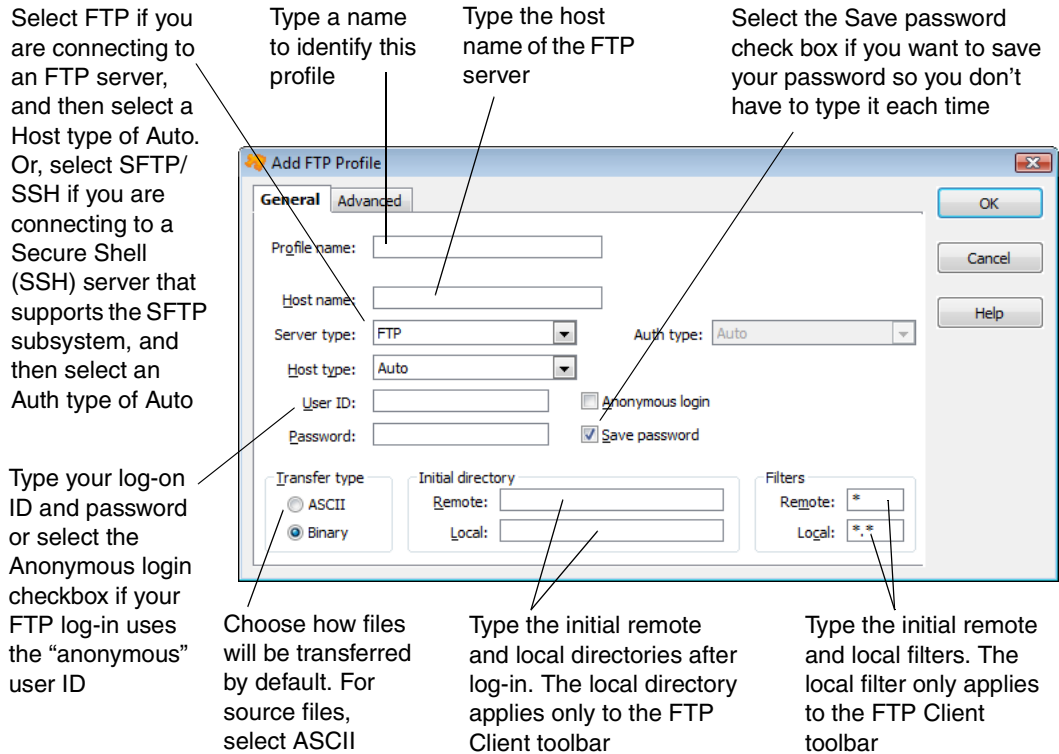 Select FTP if you
are connecting to
an FTP server,
and then select a
Host type of Auto.
Or, select SFTP/
SSH if you are
connecting to a
Secure Shell
(SSH) server that
supports the SFTP
subsystem, and
then select an
Auth type of Auto
Type a name
to identify this
profile
Type the host
name of the FTP
server
Select the Save password
check box if you want to save
your password so you don't
have to type it each time
Add FTP Profile
General Advanced
OK
Profile name:
Cancel
Host name:
Help
Server type: FTP
Auth type: Auto
Host type: Auto
User ID:
Anonymous login
Password:
Save password
Transfer type
ASCII
Binary
Initial directory
Remote:
Local:
Filters
Remote: *
Local: *.*
Type your log-on
ID and password
or select the
Anonymous login
checkbox if your
FTP log-in uses
the “anonymous”
user ID
Choose how files
will be transferred
by default. For
source files,
select ASCII
Type the initial remote
and local directories after
log-in. The local directory
applies only to the FTP
Client toolbar
Type the initial remote
and local filters. The
local filter only applies
to the FTP Client
toolbar